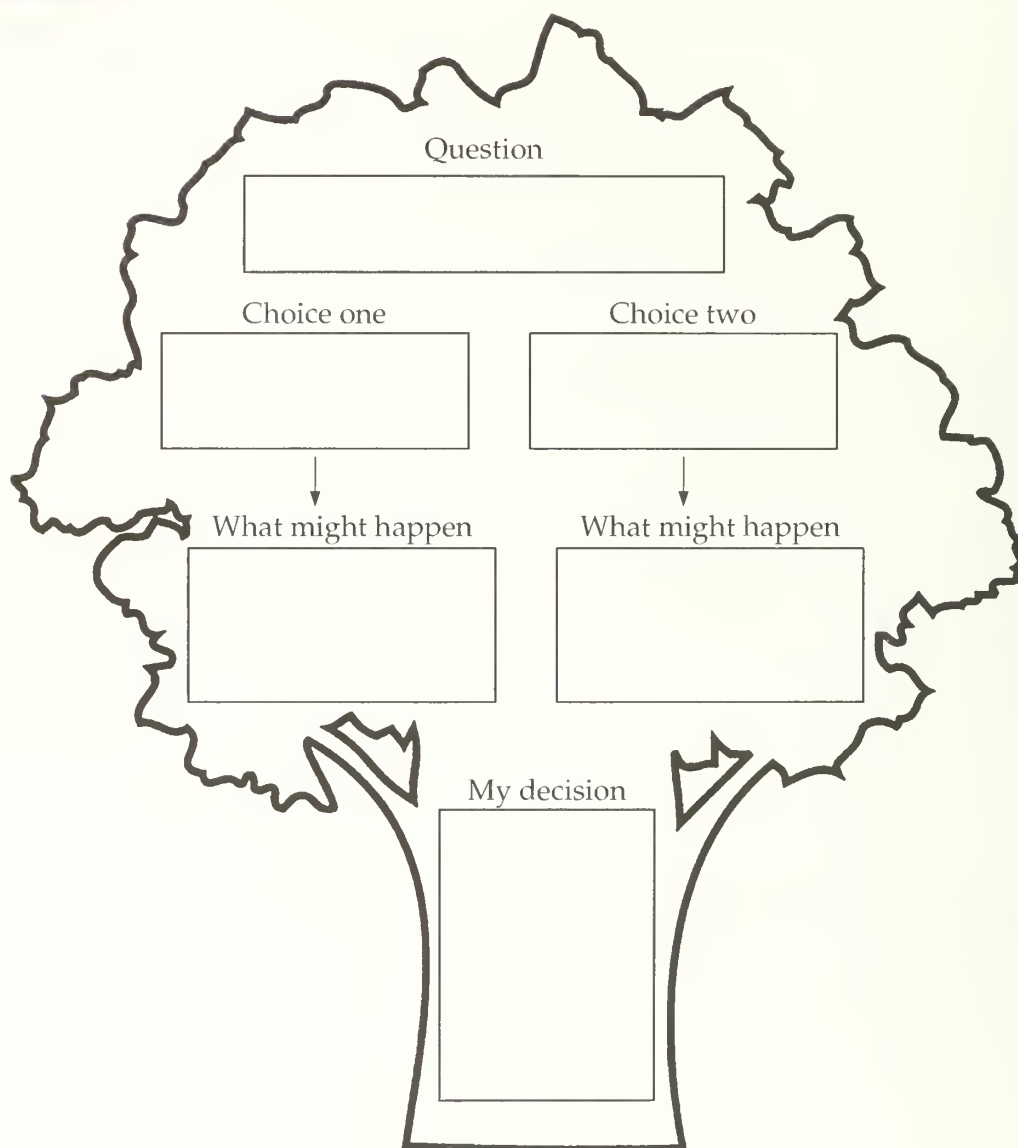 Question
Choice one
Choice two
What might happen
What might happen
My decision